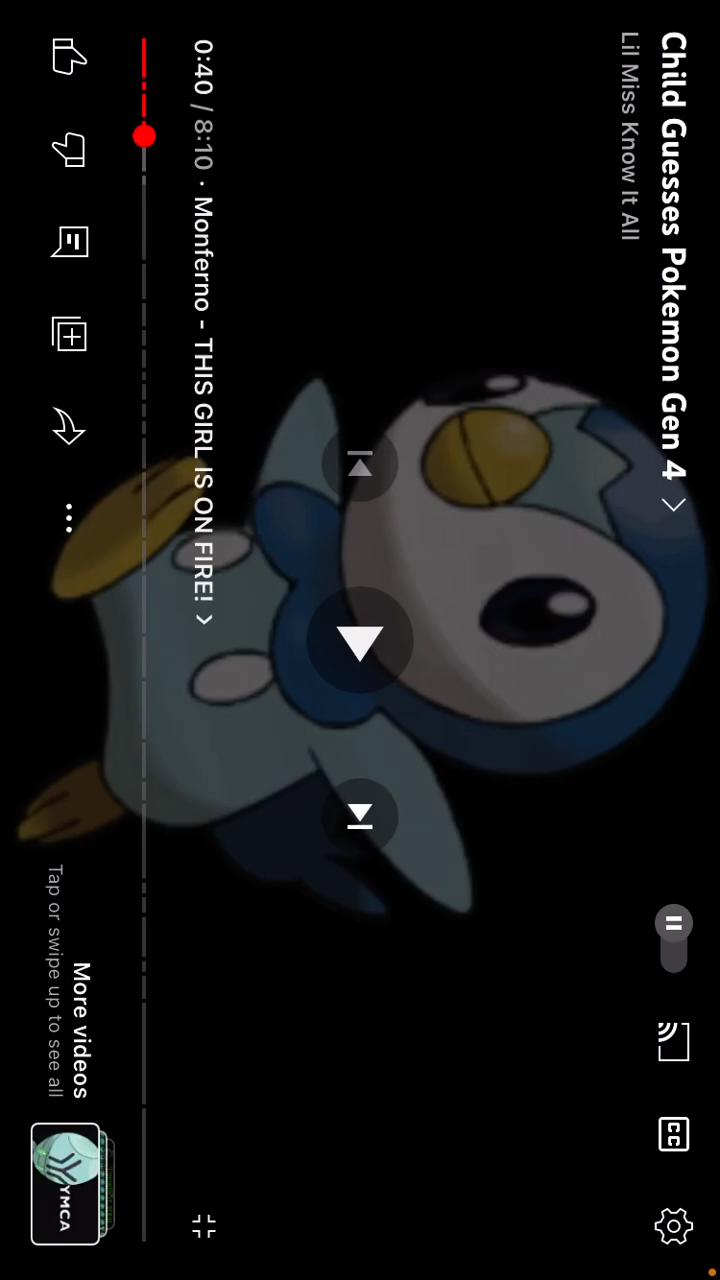 Child Guesses Pokemon Gen 4
Lil Miss Know It All
CC
0:40 / 8:10 · Monferno - THIS GIRL IS ON FIRE! >
More videos
Tap or swipe up to see all
YMCA